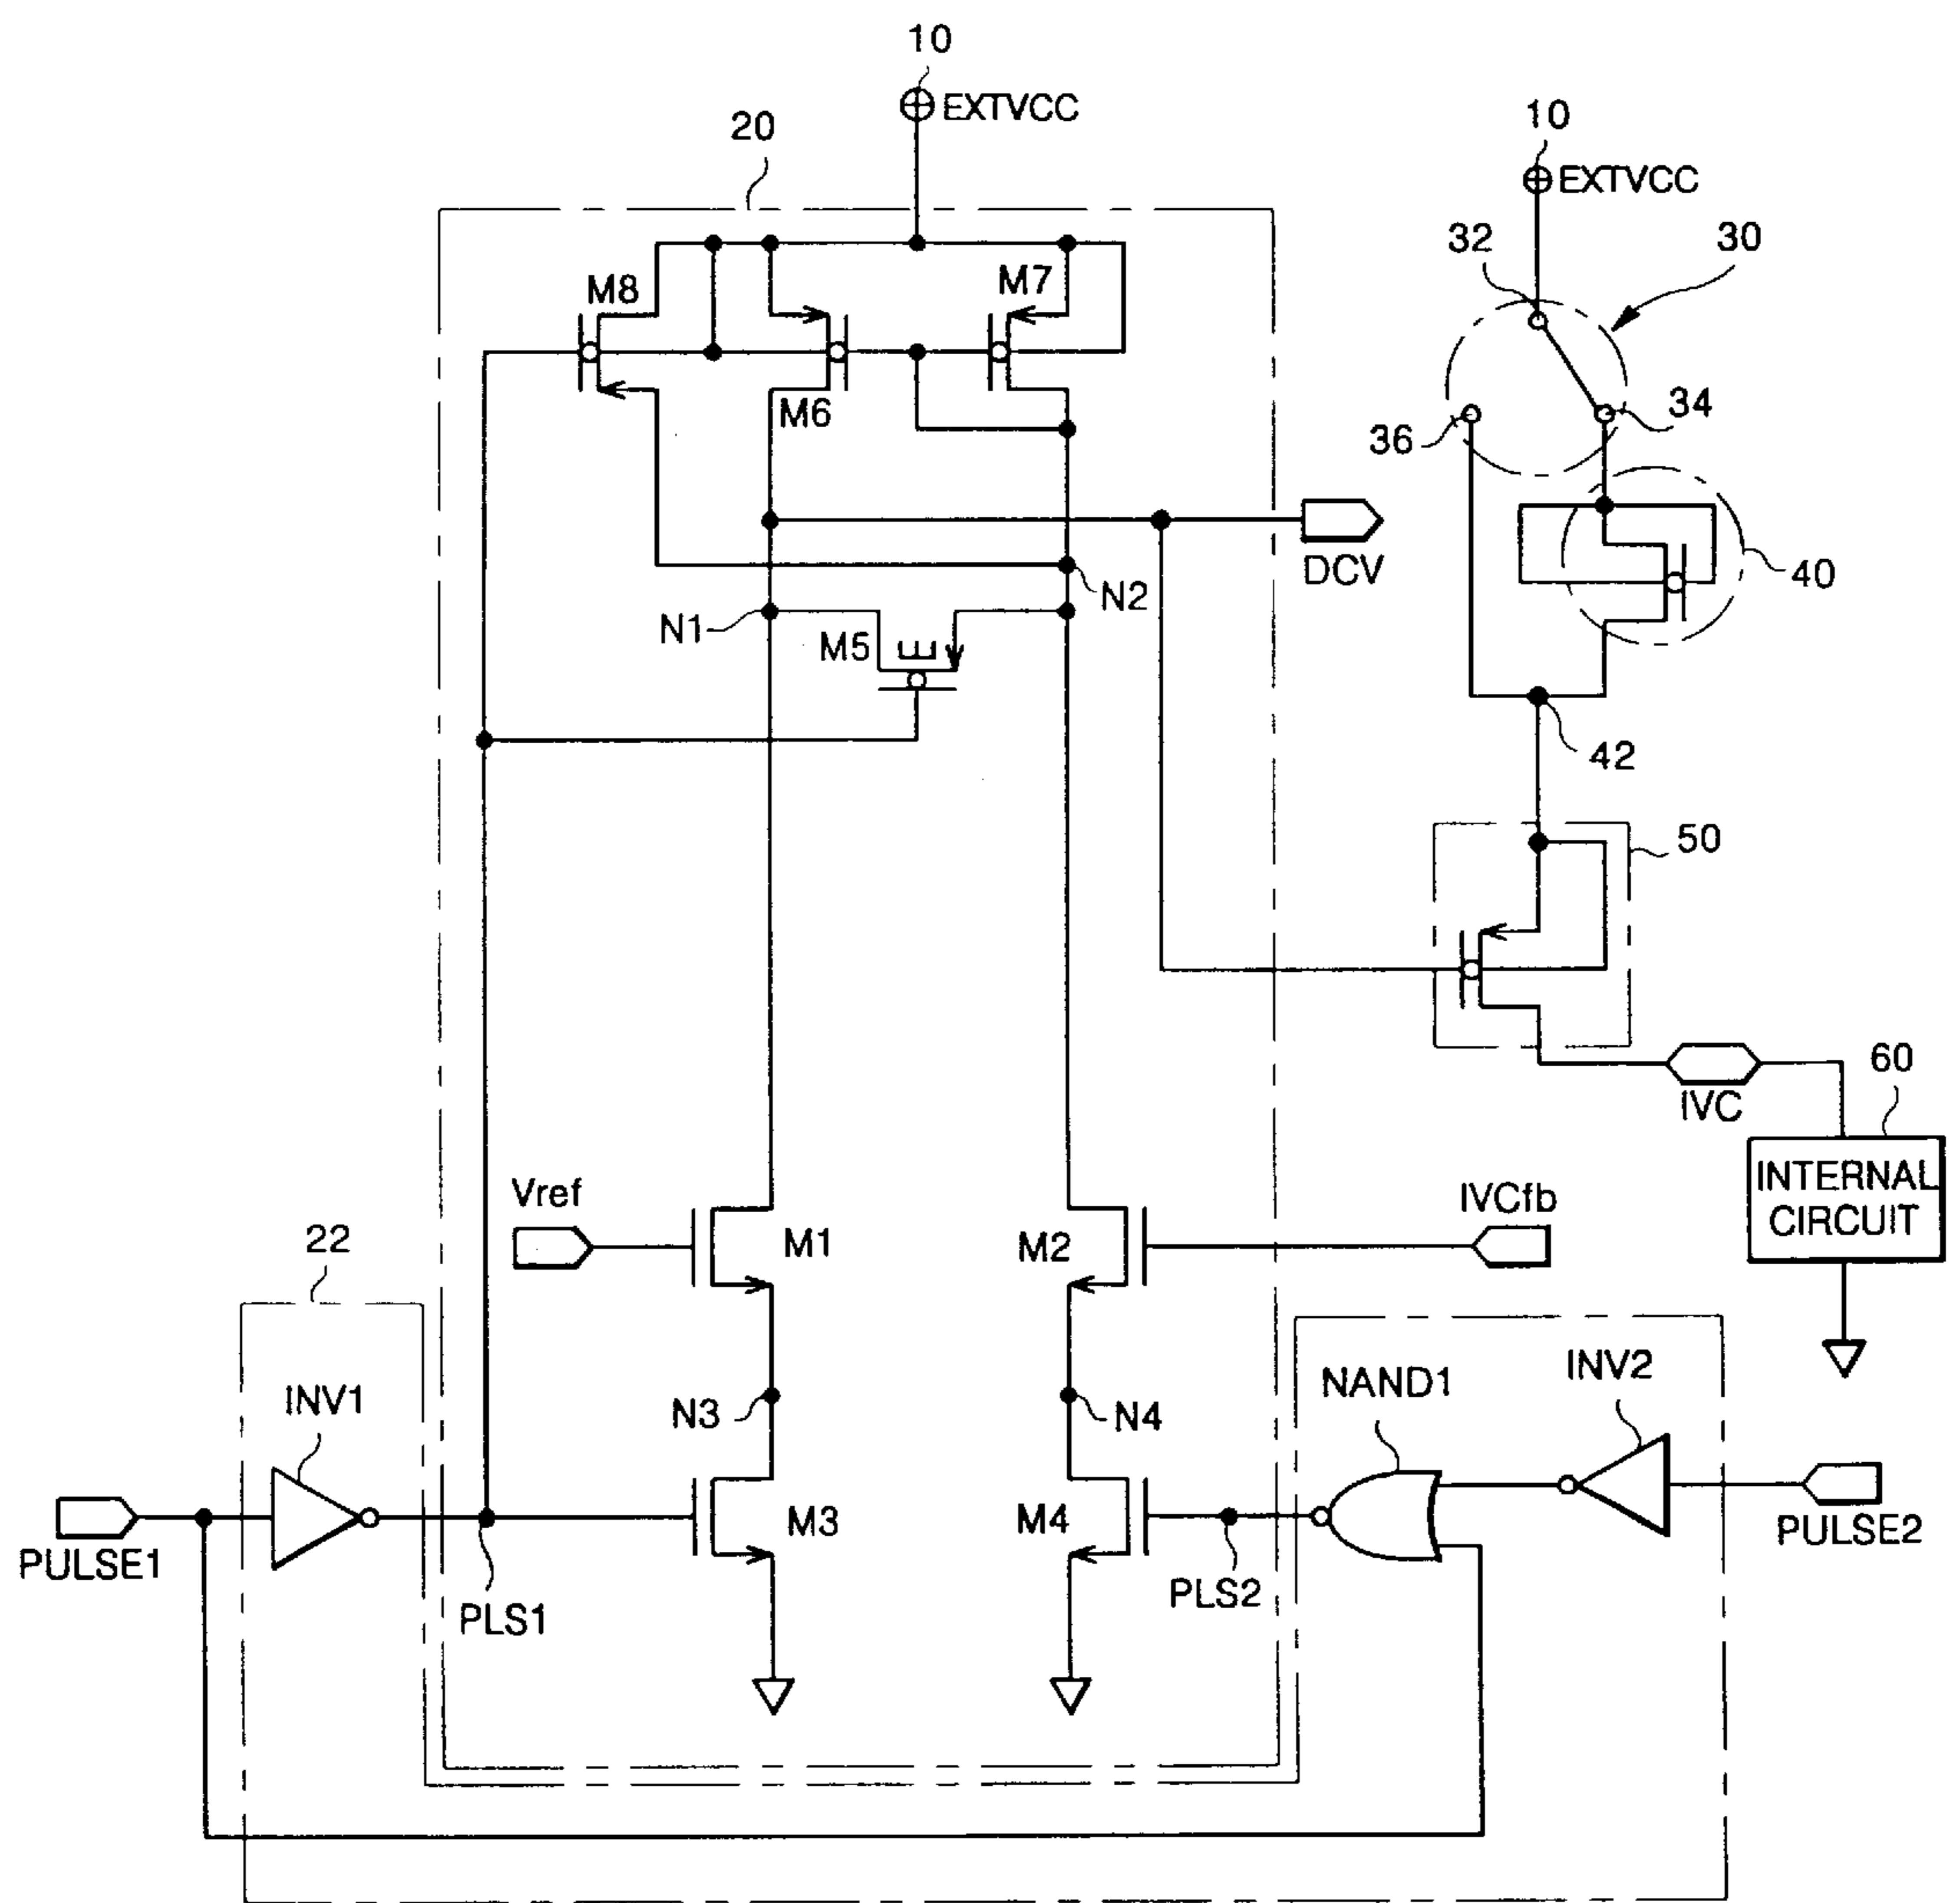 10
EXTVCC
20
10
EXTVCC
32
30
M8
M7
M6
36
34
40
DCV
N2
N1
M5
42
50
60
IVC
INTERNAL
CIRCUIT
Vref
IVCfb
M1
M2
22
INV1
N3
N4
NAND1
INV2
M3
M4
PULSE1
PLS1
PLS2
PULSE2